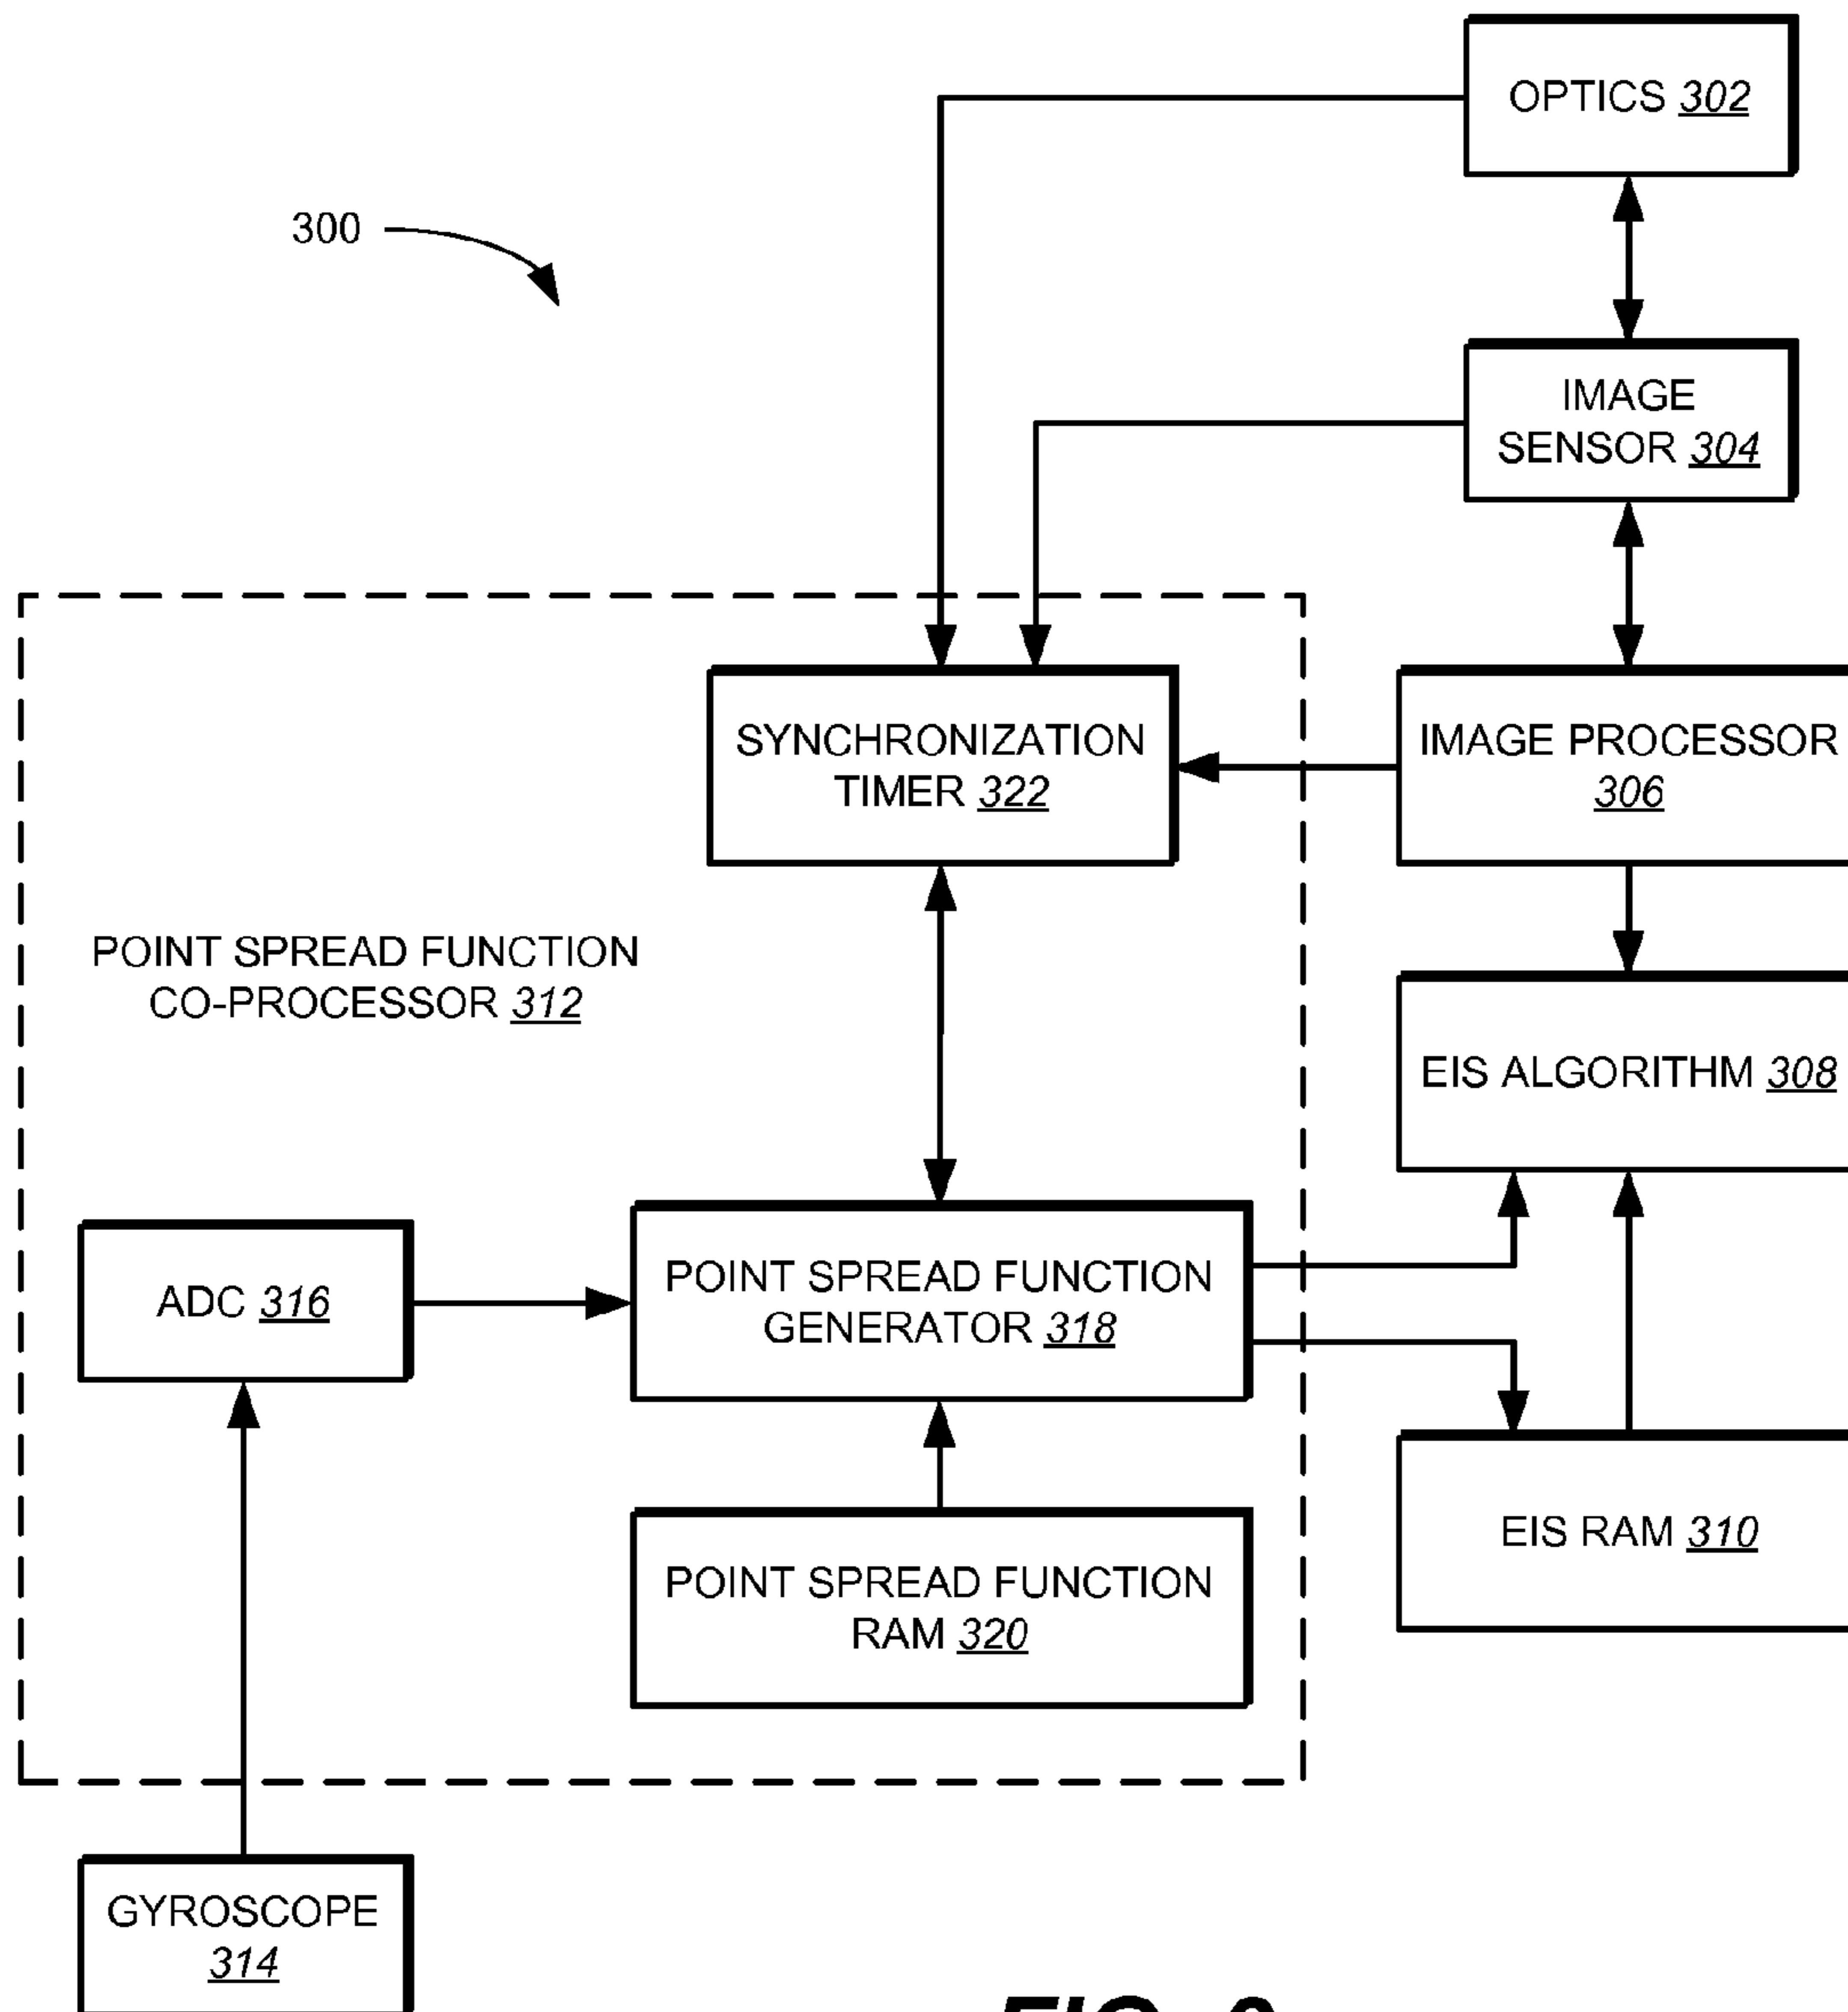 OPTICS 302
300
IMAGE
SENSOR 304
SYNCHRONIZATION
TIMER 322
IMAGE PROCESSOR
306
POINT SPREAD FUNCTION
CO-PROCESSOR 312
EIS ALGORITHM 308
ADC 316
POINT SPREAD FUNCTION
GENERATOR 318
EIS RAM 310
POINT SPREAD FUNCTION
RAM 320
GYROSCOPE
314
FIG.